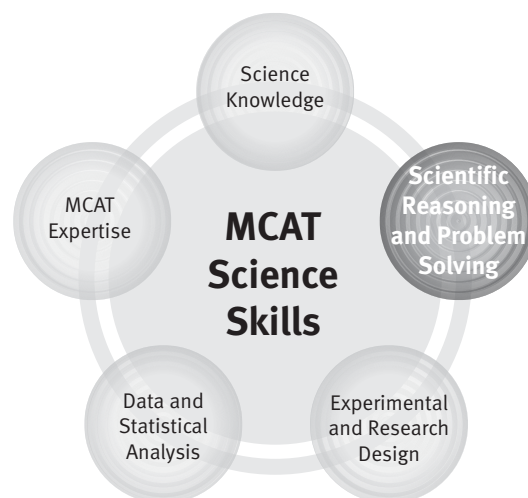 Science
Knowledge
Scientific
Reasoning
and Problem
Solving
MCAT
Expertise
MCAT
Science
Skills
Data and
Statistical
Analysis
Experimental
and Research
Design